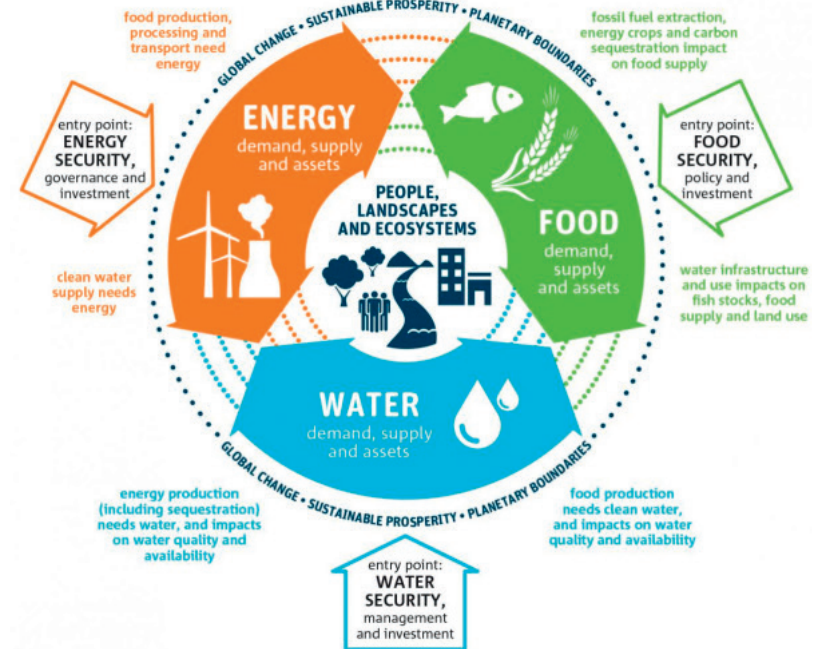 food production,
processing and
transport need
energy
GLOBAL CHANGE • SUSTAINABLE PROSPERITY • PLANETARY BOUNDARIES •
fossil fuel extraction,
energy crops and carbon
sequestration impact
on food supply
entry point:
ENERGY
SECURITY,
governance and
investment
ENERGY
demand, supply
and assets
entry point:
FOOD
SECURITY,
policy and
investment
PEOPLE,
LANDSCAPES
AND ECOSYSTEMS
FOOD
demand,
supply
and assets
clean water
supply needs
energy
water infrastructure
and use impacts on
fish stocks, food
supply and land use
WATER
demand, supply
and assets
GLOBAL CHANGE • SUSTAINABLE PROSPERITY • PLANETARY BOUNDARIES
energy production
(including sequestration)
needs water, and impacts
on water quality and
availability
food production
needs clean water,
and impacts on water
quality and availability
entry point:
WATER
SECURITY,
management
and investment